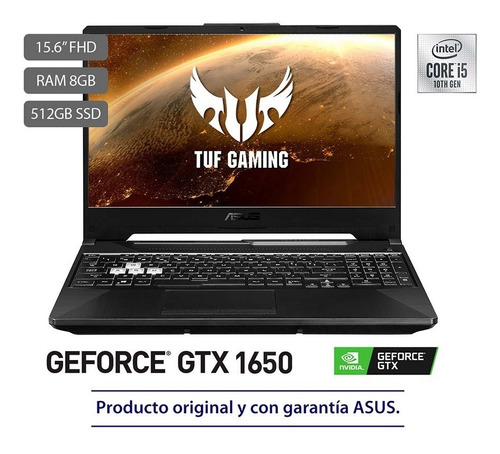 15.6” FHD
RAM 8GB
512GB SSD
intel
CORE i5
10TH GEN
TUF GAMING
ASUS
GEFORCE® GTX 1650
NVIDIA.
GEFORCE
GTX
Producto original y con garantía ASUS.